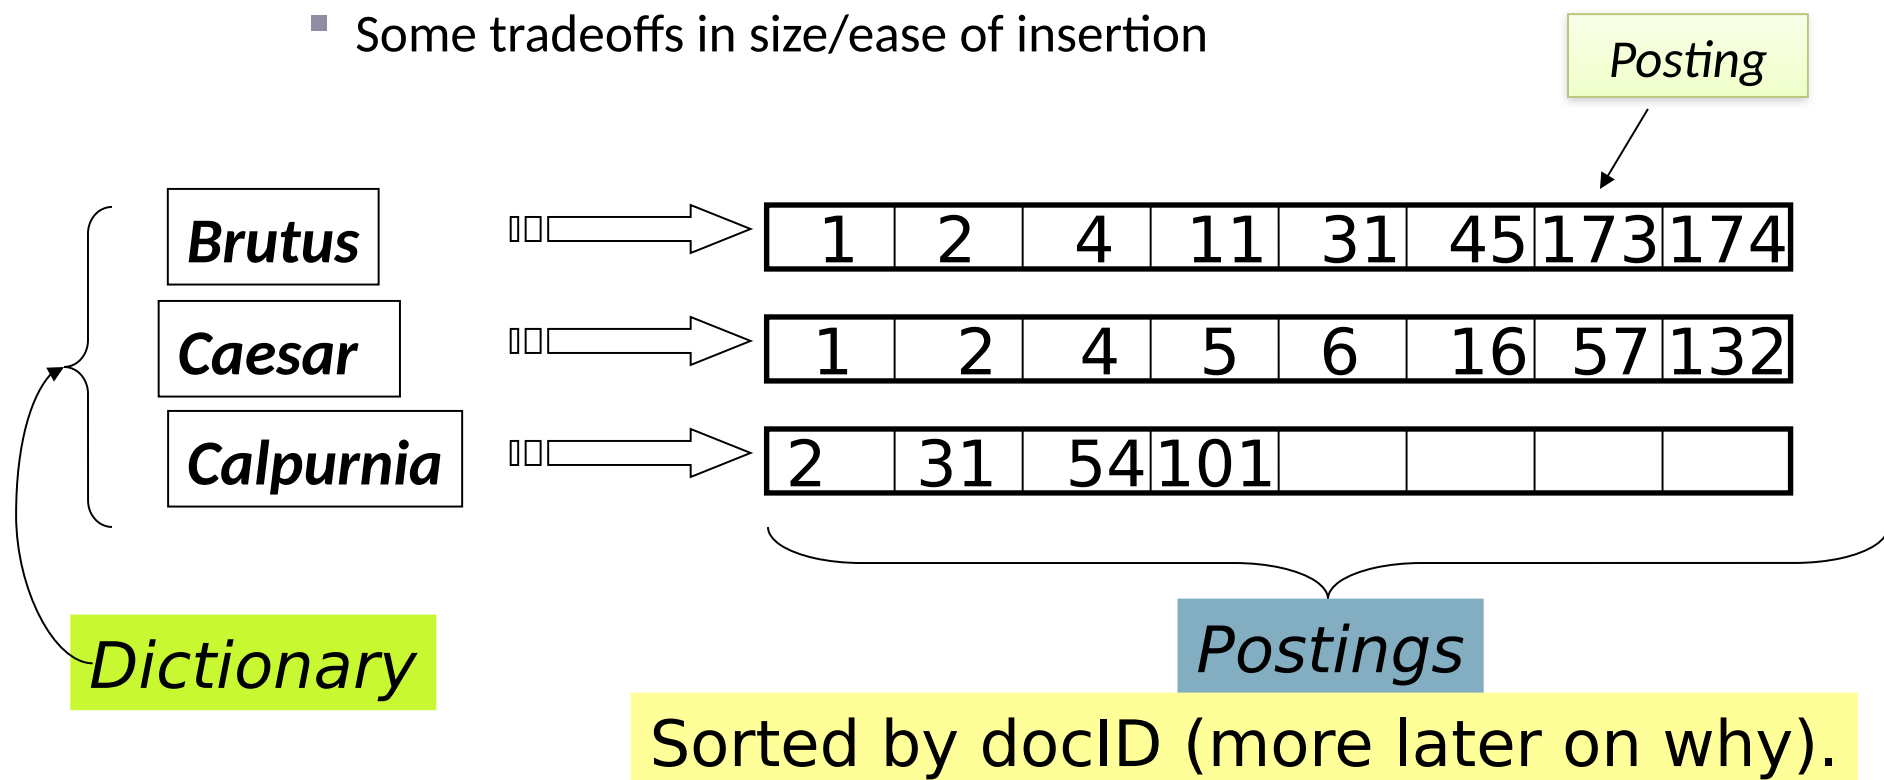 Some tradeoffs in size/ease of insertion
Posting
Brutus 1 2 4 11 31 45 173 174
Caesar 1 2 4 5 6 16 57 132
Calpurnia 2 31 54 101
Dictionary
Postings
Sorted by docID (more later on why).